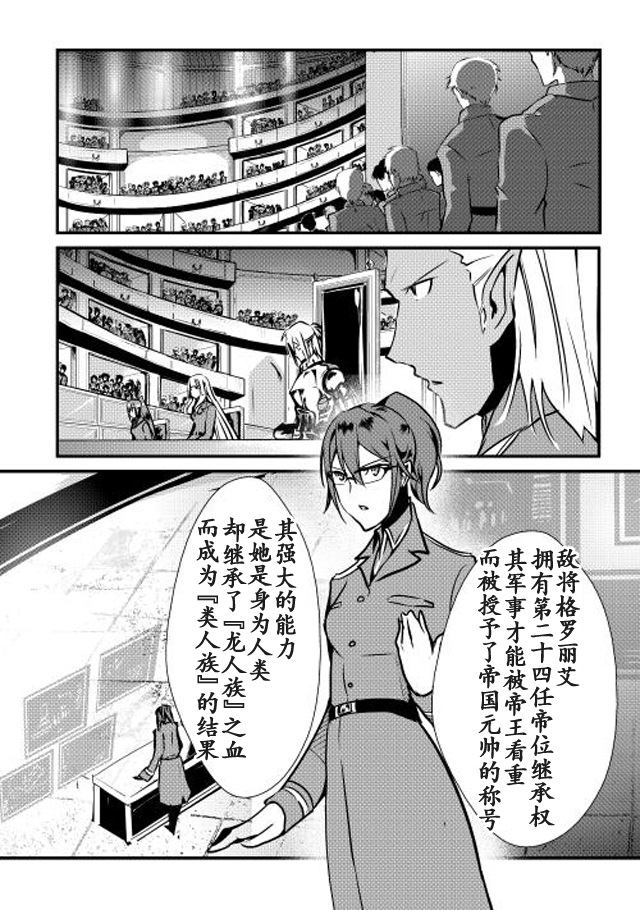 敌将格罗丽艾
拥有第二十四任帝位继承权
其军事才能被帝王看重
而被授予了帝国元帅的称号
其强大的能力
是她是身为人类
却继承了『龙人族』之血
而成为『类人族』的结果